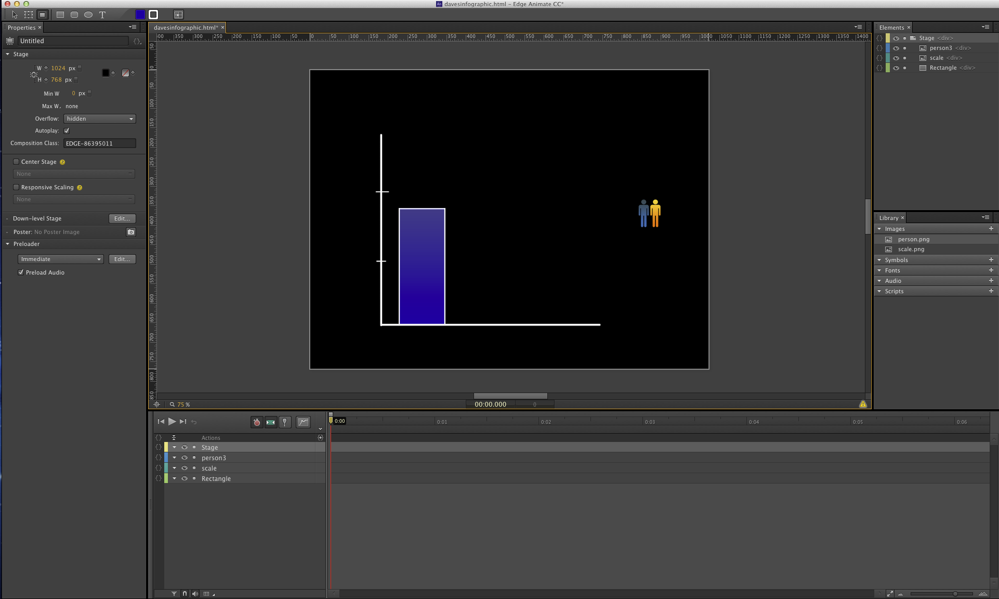 An davesinfographic.html – Edge Animate CC*
T
Properties ×
Untitled
Stage
W 1024 px
H 768 px
Min W 0 px
Max W none
Overflow: hidden
Autoplay:
Composition Class: EDGE-86395011
Center Stage ?
None
Responsive Scaling ?
None
Down-level Stage Edit...
Poster: No Poster Image
Preloader
Immediate Edit...
Preload Audio
davesinfographic.html* ×
00 350 300 250 200 150 100 50 0 50 100 150 200 250 300 350 400 450 500 550 600 650 700 750 800 850 900 950 1000 1050 1100 1150 1200 1250 1300 1350 1400
50 0 50 100 150 200 250 300 350 400 450 500 550 600 650 700 750 800 850
75 %
00:00.000 0
Elements ×
{} Stage <div>
{} person3 <div>
{} scale <div>
{} Rectangle <div>
Library ×
Images +
person.png
scale.png
Symbols +
Fonts +
Audio +
Scripts +
0:00 0:01 0:02 0:03 0:04 0:05 0:06
{} Actions
{} Stage
{} person3
{} scale
{} Rectangle